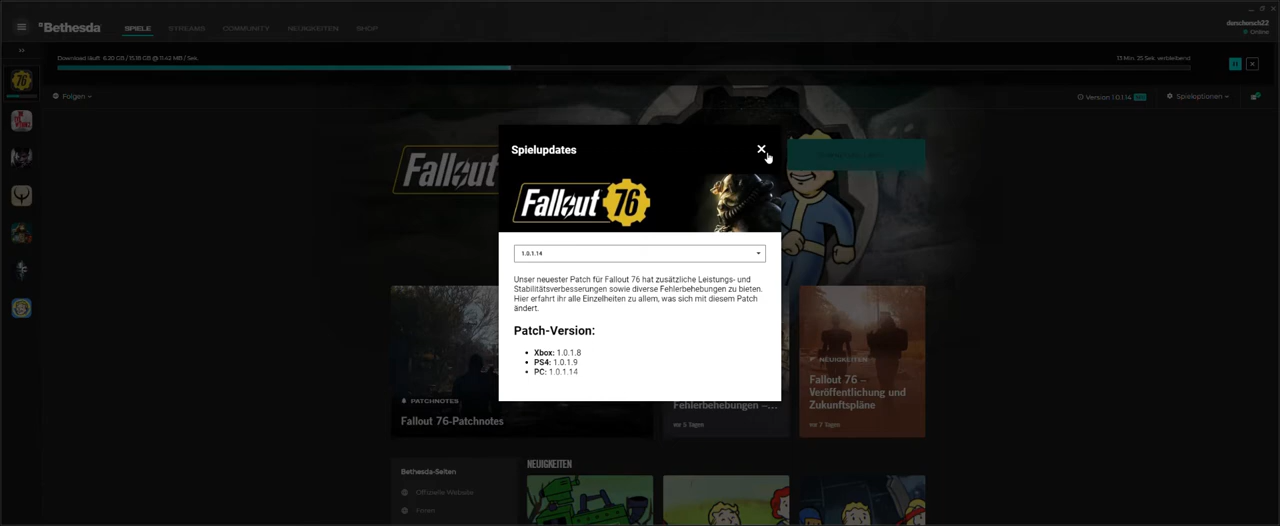 Bethesda
SPIELE STREAMS COMMUNITY NEUIGKEITEN SHOP
derscherzch22
Online
Download läuft: 6.20 GB / 15.18 GB @ 11.42 MB / Sek.
13 Min. 25 Sek. verbleibend
76
Folgen
Version 1.0.1.14
Spieloptionen
Spielupdates
Fallout
Fallout 76
1.0.1.14
Unser neuester Patch für Fallout 76 hat zusätzliche Leistungs- und
Stabilitätsverbesserungen sowie diverse Fehlerbehebungen zu bieten.
Hier erfahrt ihr alle Einzelheiten zu allem, was sich mit diesem Patch
ändert.
Patch-Version:
Xbox: 1.0.1.8
PS4: 1.0.1.9
PC: 1.0.1.14
PATCHNOTES
Fallout 76-Patchnotes
Fehlerbehebungen –...
vor 5 Tagen
NEUIGKEITEN
Fallout 76 –
Veröffentlichung und
Zukunftspläne
vor 7 Tagen
Bethesda-Seiten
Offizielle Website
Foren
NEUIGKEITEN